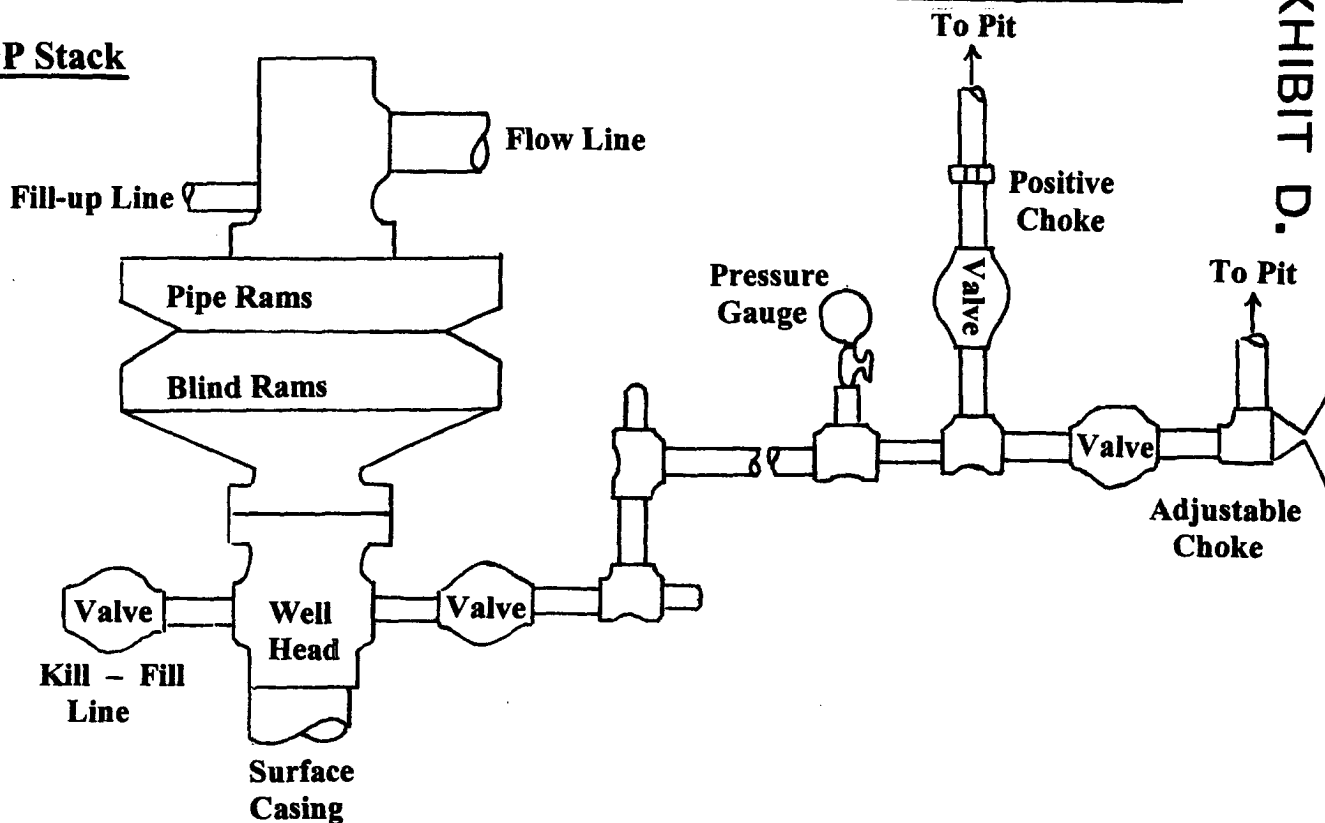 P Stack
To Pit
KHIBIT D.
Flow Line
Fill-up Line
Positive
Choke
Pipe Rams
Pressure
Gauge
Valve
To Pit
Blind Rams
Valve
Adjustable
Choke
Valve
Well
Head
Valve
Kill – Fill
Line
Surface
Casing